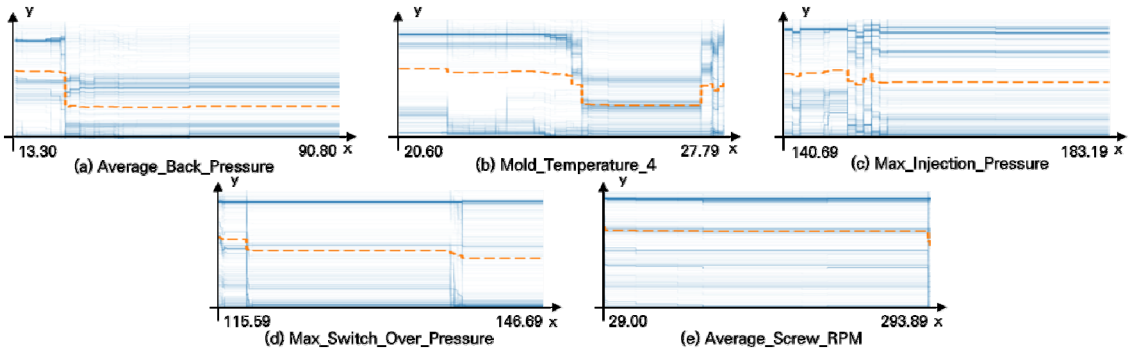 y
y
y
13.30 90.80 x
20.60 27.79 x
140.69 183.19 x
(a) Average_Back_Pressure
(b) Mold_Temperature_4
(c) Max_Injection_Pressure
y
y
115.59 146.69 x
29.00 293.89 x
(d) Max_Switch_Over_Pressure
(e) Average_Screw_RPM